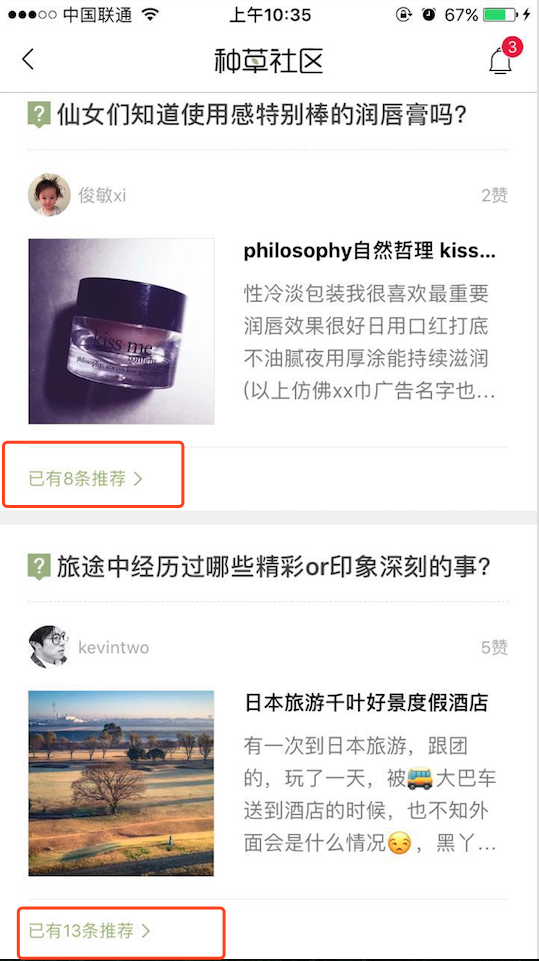 中国联通 上午10:35 67%
种草社区 3
? 仙女们知道使用感特别棒的润唇膏吗?
俊敏xi 2赞
philosophy自然哲理 kiss...
性冷淡包装我很喜欢最重要
润唇效果很好日用口红打底
不油腻夜用厚涂能持续滋润
(以上仿佛xx巾广告名字也...
kiss me
已有8条推荐 >
? 旅途中经历过哪些精彩or印象深刻的事?
kevintwo 5赞
日本旅游千叶好景度假酒店
有一次到日本旅游，跟团
的，玩了一天，被🚌大巴车
送到酒店的时候，也不知外
面会是什么情况😒，黑丫...
已有13条推荐 >